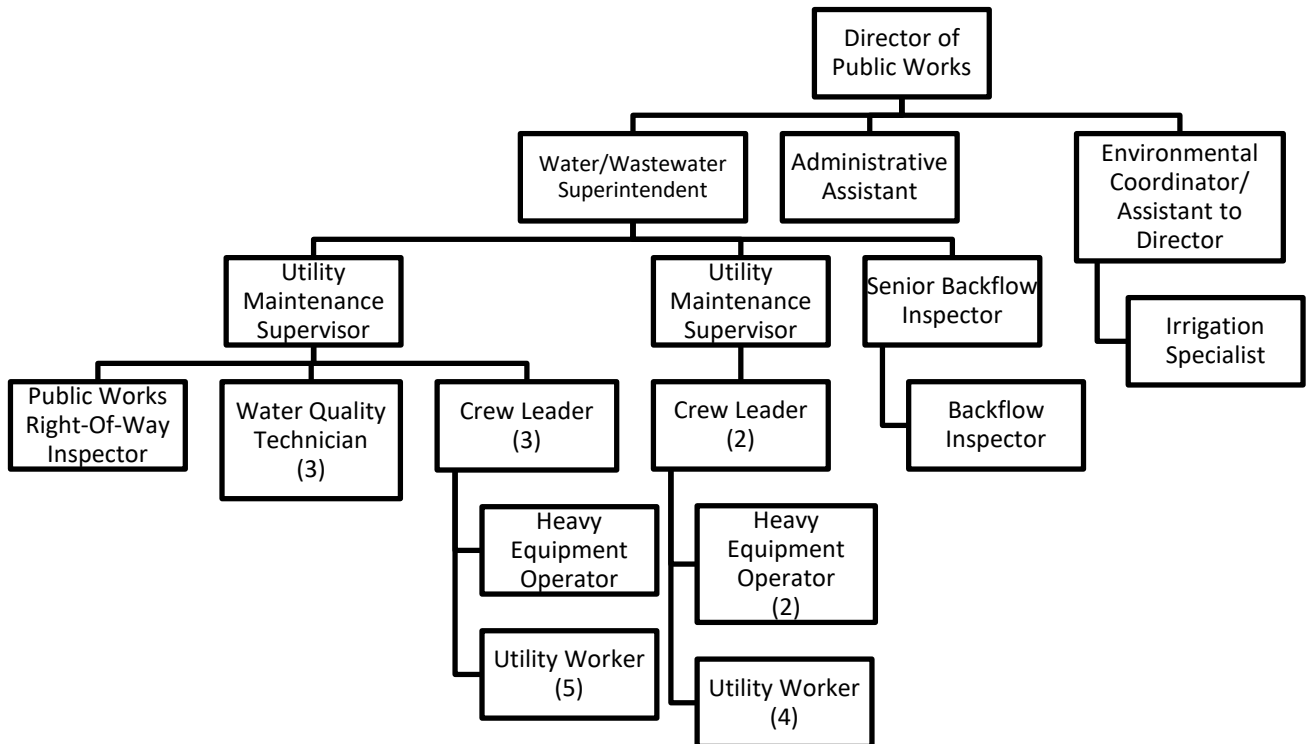 Director of
Public Works
Water/Wastewater
Superintendent
Administrative
Assistant
Environmental
Coordinator/
Assistant to
Director
Utility
Maintenance
Supervisor
Utility
Maintenance
Supervisor
Senior Backflow
Inspector
Irrigation
Specialist
Public Works
Right-Of-Way
Inspector
Water Quality
Technician
(3)
Crew Leader
(3)
Crew Leader
(2)
Backflow
Inspector
Heavy
Equipment
Operator
Heavy
Equipment
Operator
(2)
Utility Worker
(5)
Utility Worker
(4)